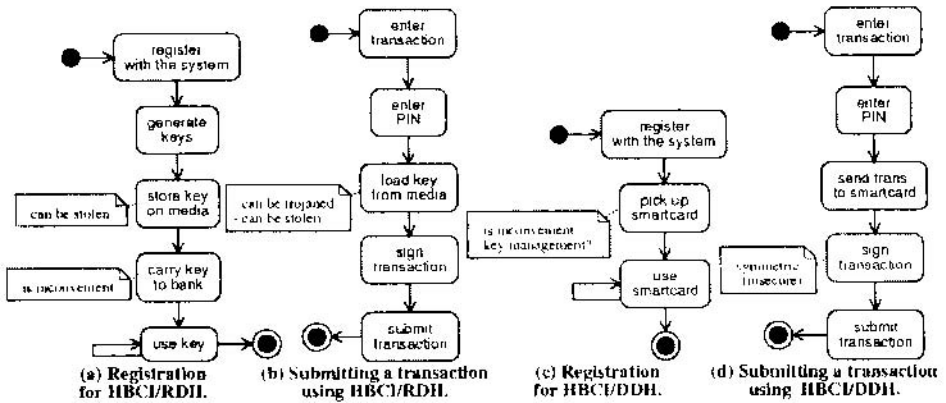 register
with the system
generate
keys
store key
on media
can be stolen
carry key
to bank
is inconvenient
use key
(a) Registration
for HBCI/RDH.
enter
transaction
enter
PIN
load key
from media
can be trojaned
- can be stolen
sign
transaction
submit
transaction
(b) Submitting a transaction
using HBCI/RDH.
register
with the system
pick up
smartcard
is inconvenient
key management?
use
smartcard
(c) Registration
for HBCI/DDH.
enter
transaction
enter
PIN
send trans
to smartcard
sign
transaction
symmetric
(insecure)
submit
transaction
(d) Submitting a transaction
using HBCI/DDH.